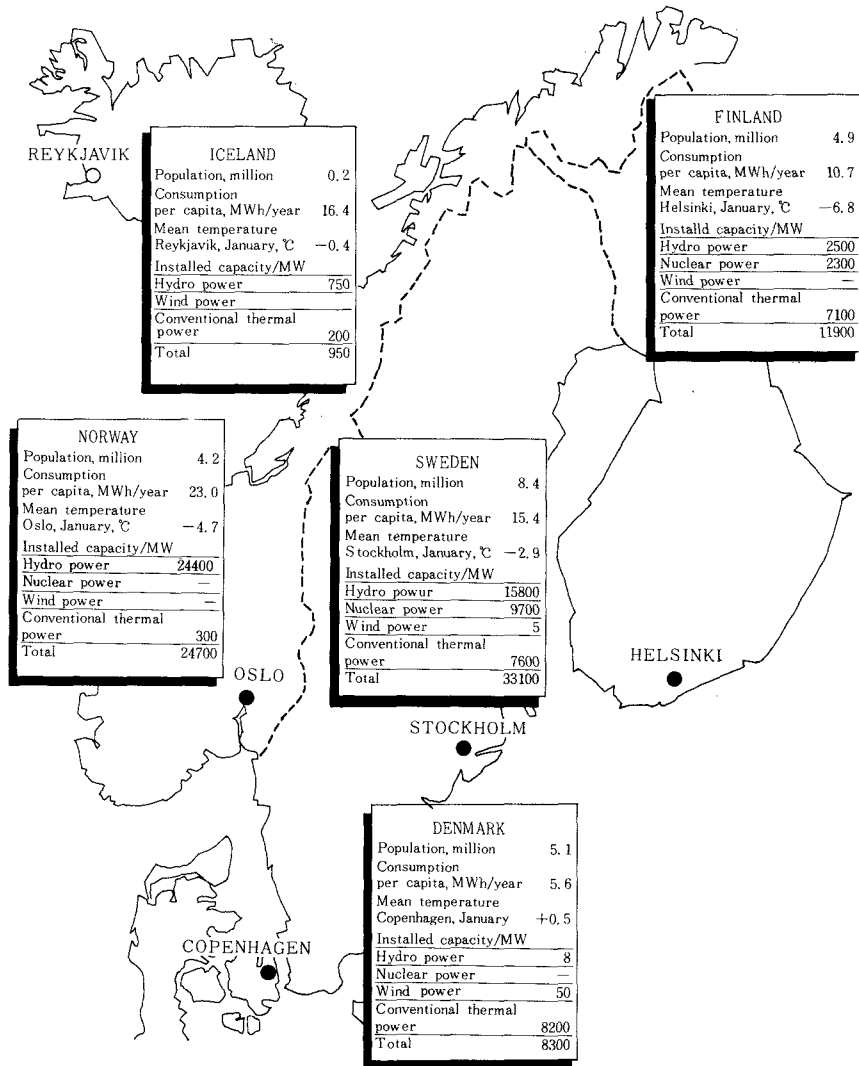 REYKJAVIK
ICELAND
Population, million 0.2
Consumption
per capita, MWh/year 16.4
Mean temperature
Reykjavik, January, ℃ −0.4
Installed capacity/MW
Hydro power 750
Wind power
Conventional thermal
power 200
Total 950
FINLAND
Population, million 4.9
Consumption
per capita, MWh/year 10.7
Mean temperature
Helsinki, January, ℃ −6.8
Installd capacity/MW
Hydro power 2500
Nuclear power 2300
Wind power —
Conventional thermal
power 7100
Total 11900
NORWAY
Population, million 4.2
Consumption
per capita, MWh/year 23.0
Mean temperature
Oslo, January, ℃ −4.7
Installed capacity/MW
Hydro power 24400
Nuclear power —
Wind power —
Conventional thermal
power 300
Total 24700
SWEDEN
Population, million 8.4
Consumption
per capita, MWh/year 15.4
Mean temperature
Stockholm, January, ℃ −2.9
Installed capacity/MW
Hydro powur 15800
Nuclear power 9700
Wind power 5
Conventional thermal
power 7600
Total 33100
OSLO
HELSINKI
STOCKHOLM
DENMARK
Population, million 5.1
Consumption
per capita, MWh/year 5.6
Mean temperature
Copenhagen, January +0.5
Installed capacity/MW
Hydro power 8
Nuclear power —
Wind power 50
Conventional thermal
power 8200
Total 8300
COPENHAGEN